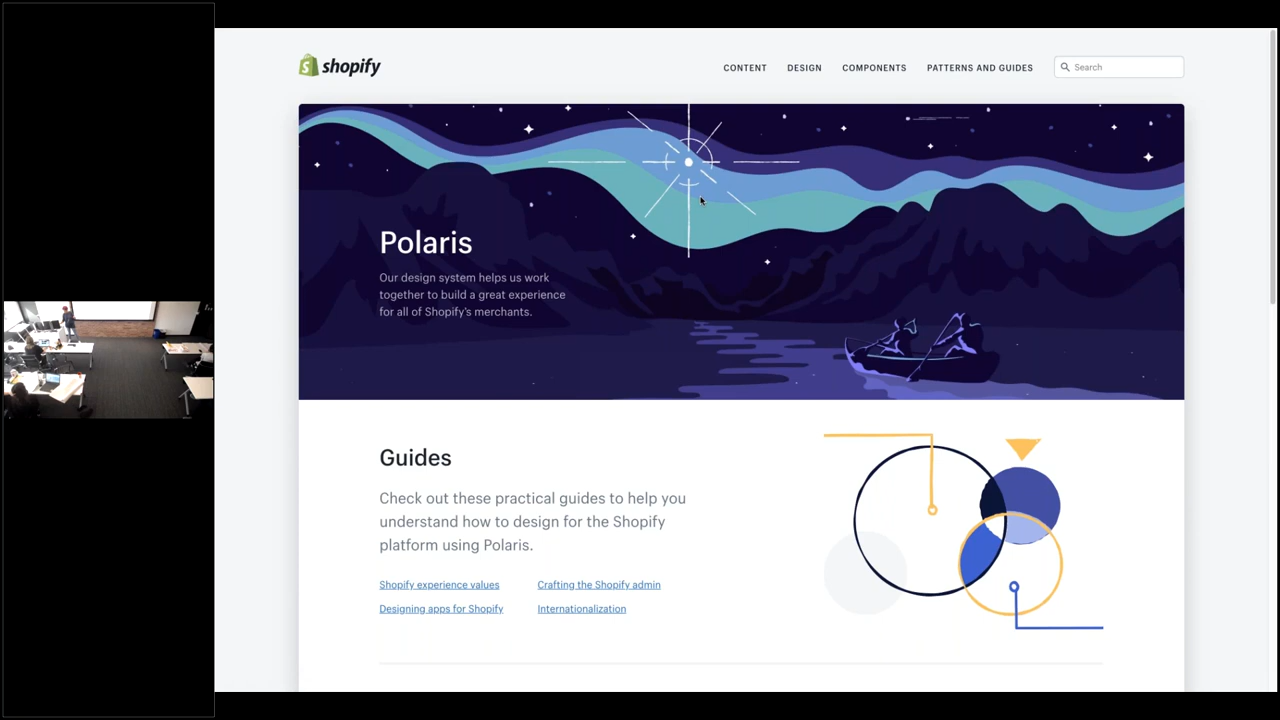 shopify
CONTENT DESIGN COMPONENTS PATTERNS AND GUIDES Search
Polaris
Our design system helps us work
together to build a great experience
for all of Shopify's merchants.
Guides
Check out these practical guides to help you
understand how to design for the Shopify
platform using Polaris.
Shopify experience values Crafting the Shopify admin
Designing apps for Shopify Internationalization